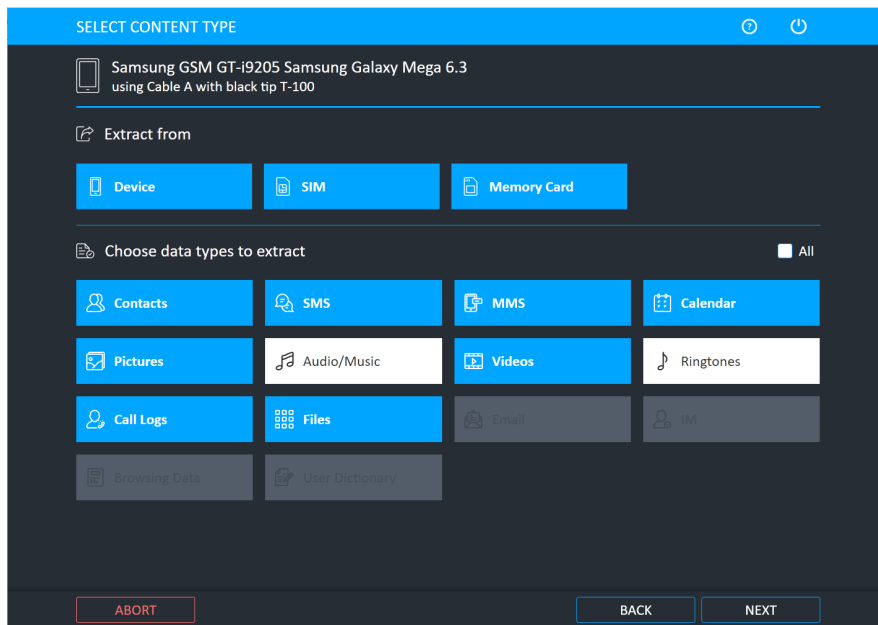 SELECT CONTENT TYPE
Samsung GSM GT-i9205 Samsung Galaxy Mega 6.3
using Cable A with black tip T-100
Extract from
Device SIM Memory Card
Choose data types to extract All
Contacts SMS MMS Calendar
Pictures Audio/Music Videos Ringtones
Call Logs Files Email IM
Browsing Data User Dictionary
ABORT BACK NEXT